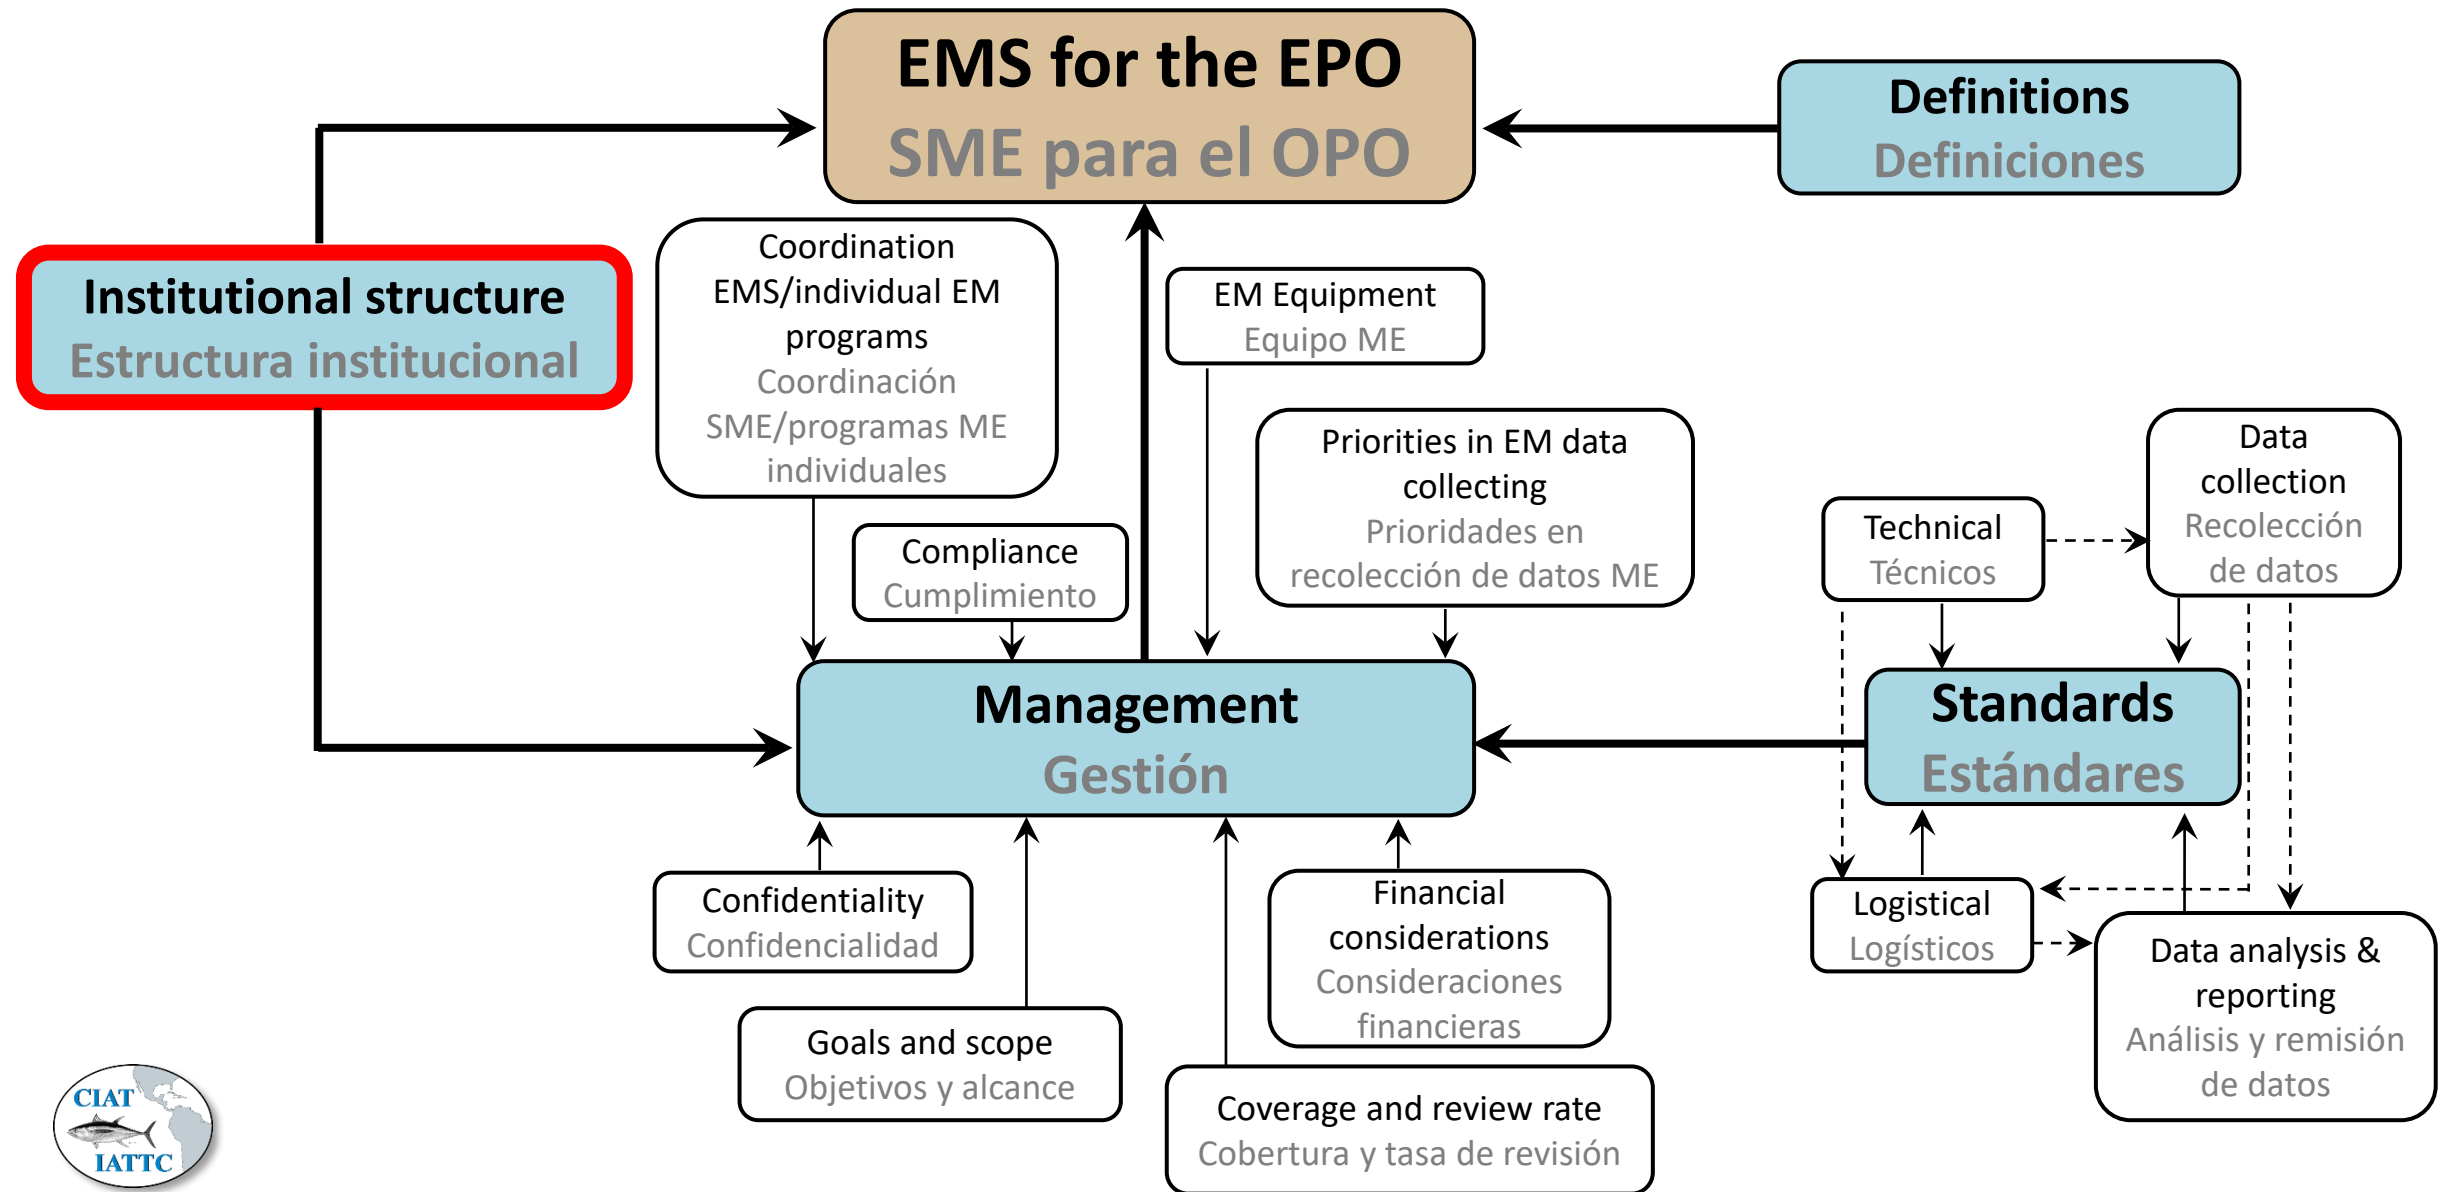 EMS for the EPO
SME para el OPO
Definitions
Definiciones
Institutional structure
Estructura institucional
Coordination
EMS/individual EM
programs
Coordinación
SME/programas ME
individuales
EM Equipment
Equipo ME
Compliance
Cumplimiento
Priorities in EM data
collecting
Prioridades en
recolección de datos ME
Technical
Técnicos
Data
collection
Recolección
de datos
Management
Gestión
Standards
Estándares
Confidentiality
Confidencialidad
Goals and scope
Objetivos y alcance
Coverage and review rate
Cobertura y tasa de revisión
Financial
considerations
Consideraciones
financieras
Logistical
Logísticos
Data analysis &
reporting
Análisis y remisión
de datos
CIAT
IATTC